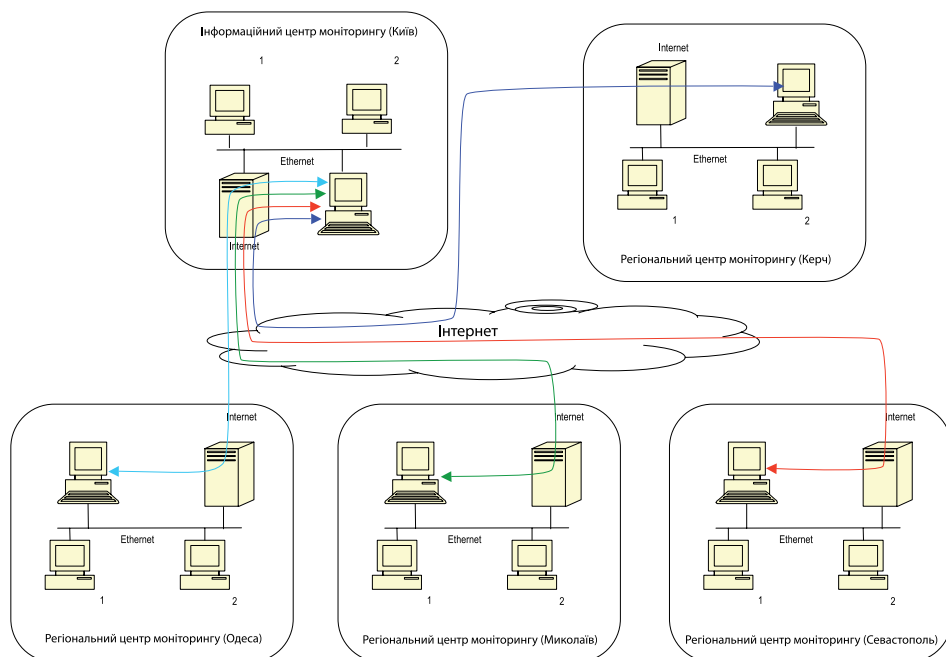 Інформаційний центр моніторингу (Київ)
1
2
Ethernet
Internet
Internet
Ethernet
1
2
Регіональний центр моніторингу (Керч)
Інтернет
Internet
Ethernet
1
2
Регіональний центр моніторингу (Одеса)
Internet
Ethernet
1
2
Регіональний центр моніторингу (Миколаїв)
Internet
Ethernet
1
2
Регіональний центр моніторингу (Севастополь)